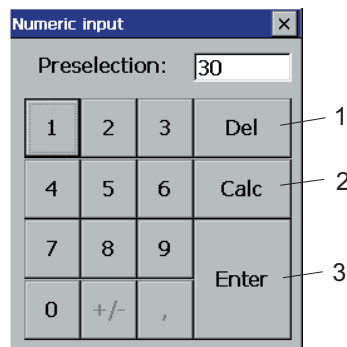 Numeric input ×
Preselection: 30
1 2 3 Del 1
4 5 6 Calc 2
7 8 9
Enter 3
0 +/- ,